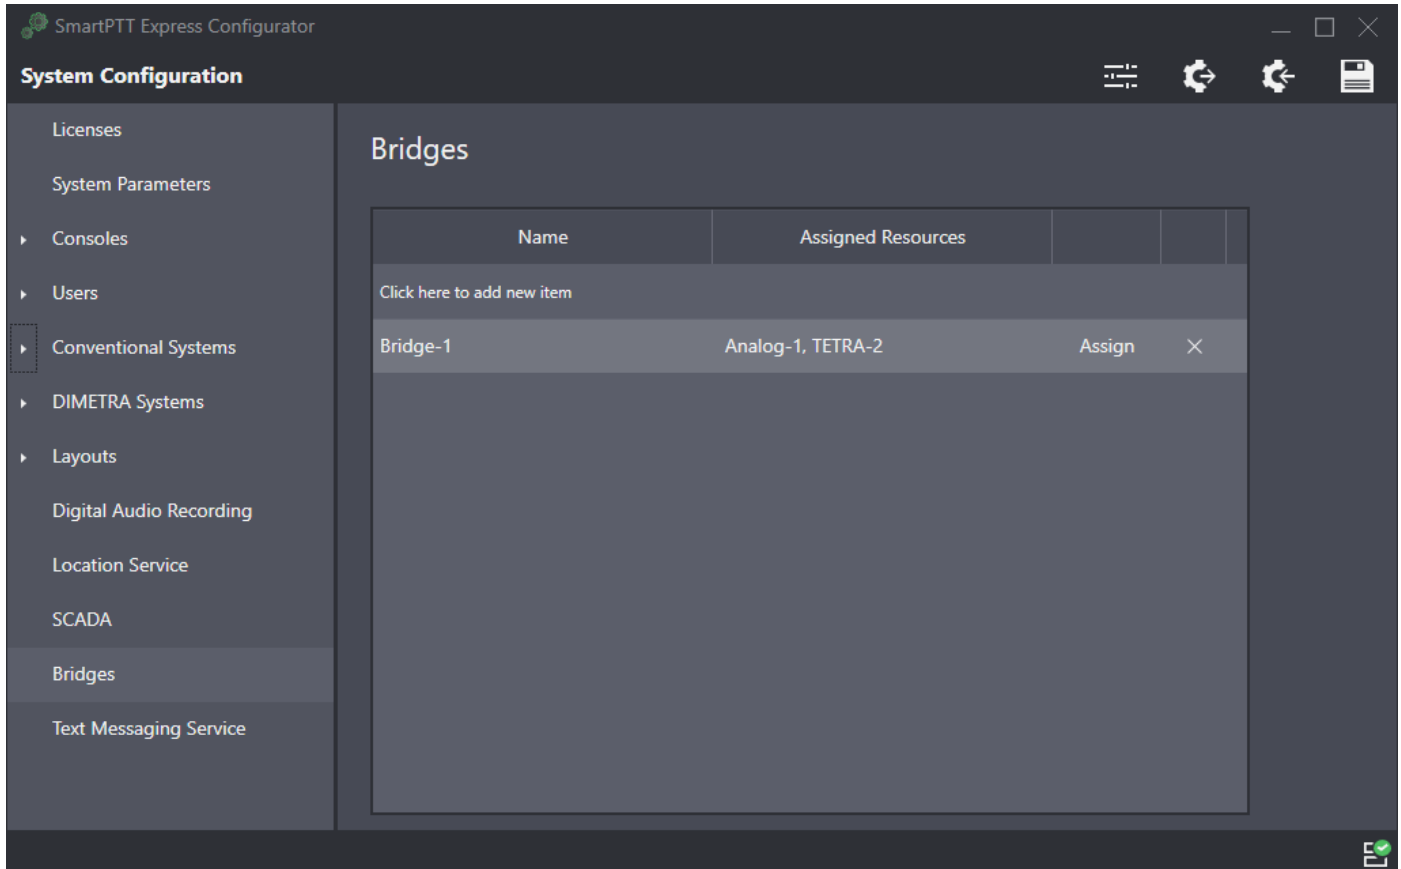 SmartPTT Express Configurator
System Configuration
Licenses
System Parameters
Consoles
Users
Conventional Systems
DIMETRA Systems
Layouts
Digital Audio Recording
Location Service
SCADA
Bridges
Text Messaging Service
Bridges
Name Assigned Resources
Click here to add new item
Bridge-1 Analog-1, TETRA-2 Assign